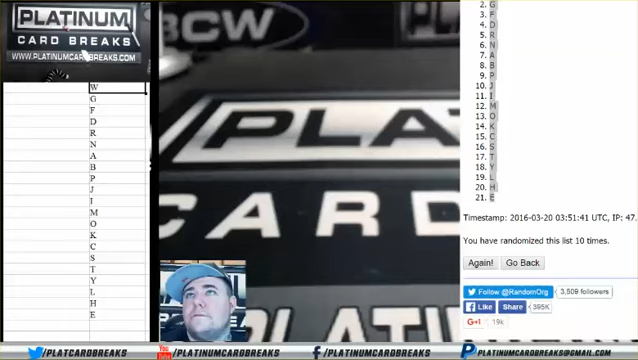 PLATINUM
CARD BREAKS
WWW.PLATINUMCARDBREAKS.COM
W
G
F
D
R
N
A
B
P
J
I
M
O
K
C
S
T
Y
L
H
E
BCW
PLAT
CARD
PLATI
2. G
3. F
4. D
5. R
6. N
7. A
8. B
9. P
10. J
11. I
12. M
13. O
14. K
15. C
16. S
17. T
18. Y
19. L
20. H
21. E
Timestamp: 2016-03-20 03:51:41 UTC, IP: 47.
You have randomized this list 10 times.
Again!
Go Back
Follow @RandomOrg
3,509 followers
Like
Share
395K
G+1
19k
/PLATCARDBREAKS
/PLATINUMCARDBREAKS
/PLATINUMCARDBREAKS
PLATINUMCARDBREAKS@GMAIL.COM